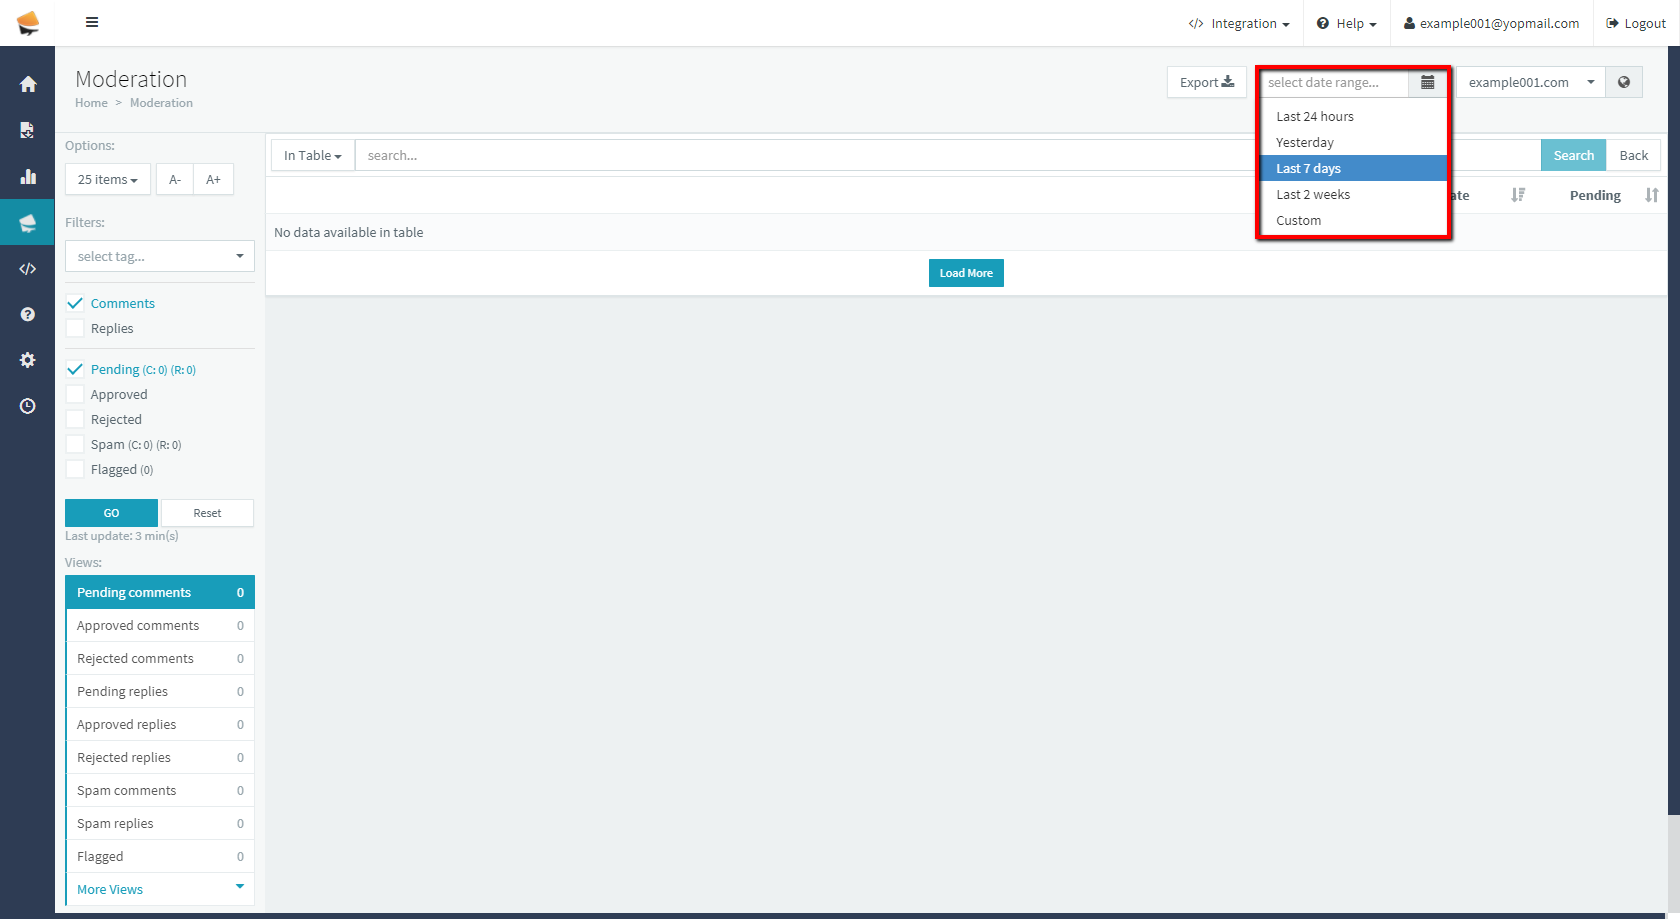 Integration
Help
example001@yopmail.com
Logout
Moderation
Home > Moderation
Export
select date range...
example001.com
Last 24 hours
Yesterday
Last 7 days
Last 2 weeks
Custom
Options:
25 items
A-
A+
In Table
search...
Search
Back
ate
Pending
Filters:
select tag...
No data available in table
Load More
Comments
Replies
Pending (C: 0) (R: 0)
Approved
Rejected
Spam (C: 0) (R: 0)
Flagged (0)
GO
Reset
Last update: 3 min(s)
Views:
Pending comments 0
Approved comments 0
Rejected comments 0
Pending replies 0
Approved replies 0
Rejected replies 0
Spam comments 0
Spam replies 0
Flagged 0
More Views